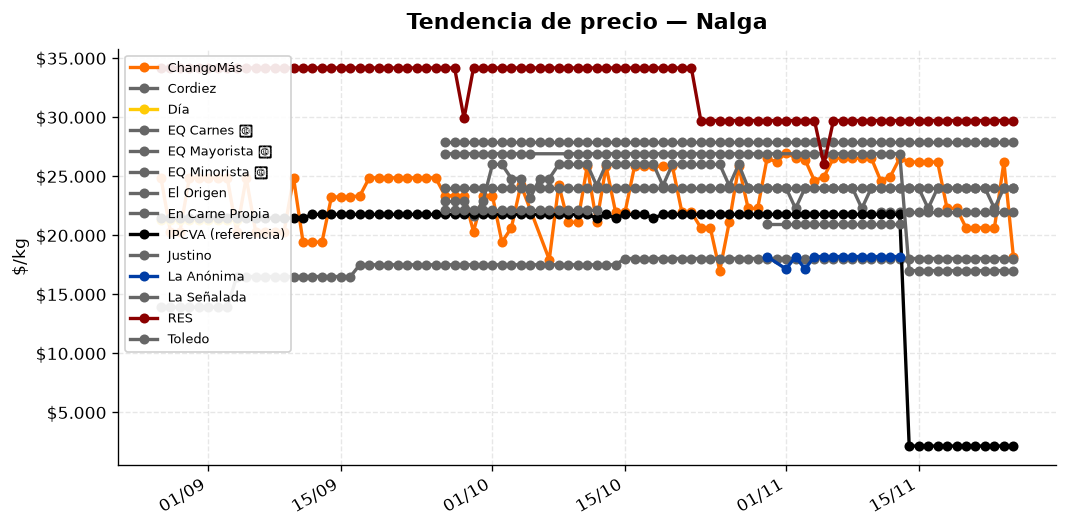 Tendencia de precio — Nalga
$/kg
$35.000
$30.000
$25.000
$20.000
$15.000
$10.000
$5.000
ChangoMás
Cordiez
Día
EQ Carnes
EQ Mayorista
EQ Minorista
El Origen
En Carne Propia
IPCVA (referencia)
Justino
La Anónima
La Señalada
RES
Toledo
01/09
15/09
01/10
15/10
01/11
15/11